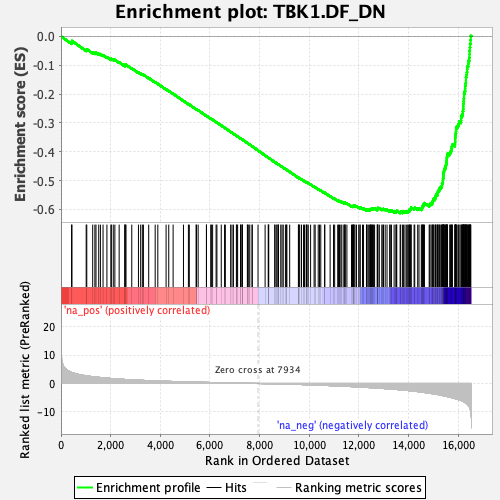 Enrichment plot: TBK1.DF_DN
Enrichment score (ES)
0.0
-0.1
-0.2
-0.3
-0.4
-0.5
-0.6
'na_pos' (positively correlated)
Ranked list metric (PreRanked)
20
10
0
-10
Zero cross at 7934
'na_neg' (negatively correlated)
0
2,000
4,000
6,000
8,000
10,000
12,000
14,000
16,000
Rank in Ordered Dataset
Enrichment profile
Hits
Ranking metric scores